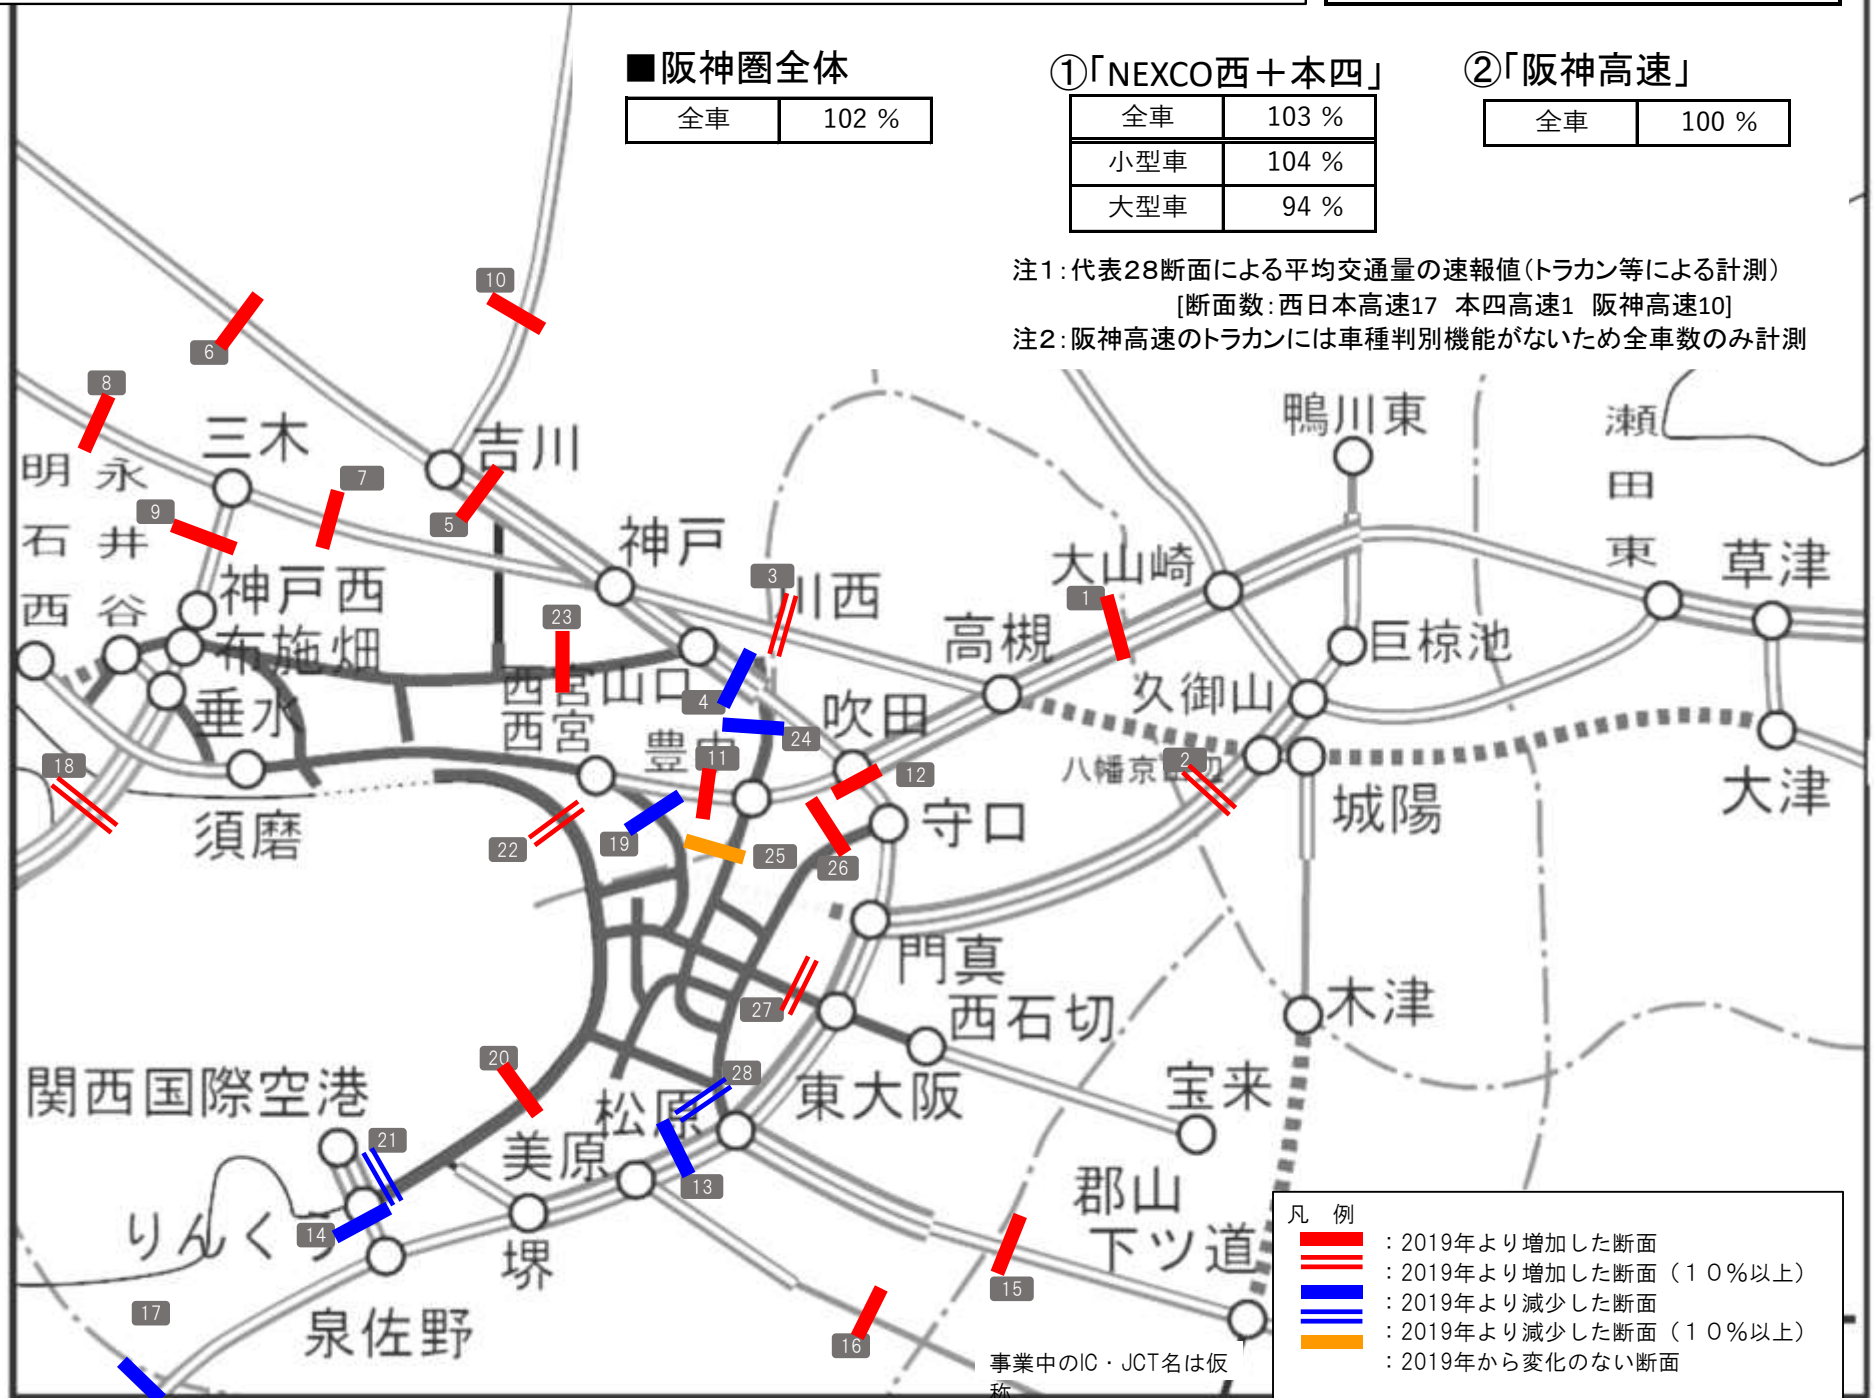 ■阪神圏全体
全車 102 %
①「NEXCO西＋本四」
全車 103 %
小型車 104 %
大型車 94 %
②「阪神高速」
全車 100 %
注1：代表28断面による平均交通量の速報値（トラカン等による計測）
[断面数：西日本高速17 本四高速1 阪神高速10]
注2：阪神高速のトラカンには車種判別機能がないため全車数のみ計測
10
6
8
三木
吉川
鴨川東
瀬田東
明石西
永井谷
7
9
5
神戸
大山崎
草津
神戸西
3
川西
1
布施畑
23
高槻
巨椋池
西宮山口
4
久御山
垂水
西宮
吹田
24
豊中
11
12
八幡京田辺
2
18
大津
須磨
城陽
守口
22
19
25
26
門真
27
西石切
木津
20
28
関西国際空港
松原
東大阪
宝来
21
美原
13
郡山
りんくう
14
下ツ道
堺
15
17
泉佐野
16
事業中のIC・JCT名は仮
称
凡 例
：2019年より増加した断面
：2019年より増加した断面（１０％以上）
：2019年より減少した断面
：2019年より減少した断面（１０％以上）
：2019年から変化のない断面